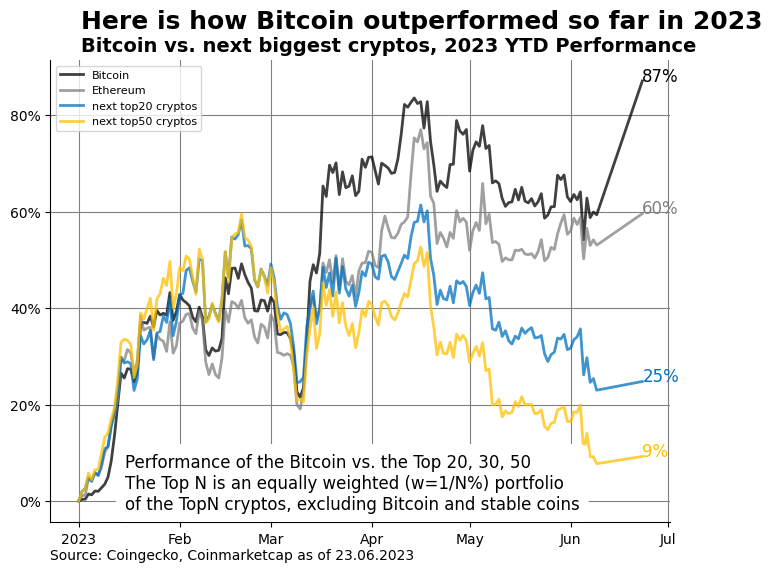 Here is how Bitcoin outperformed so far in 2023
Bitcoin vs. next biggest cryptos, 2023 YTD Performance
Bitcoin
Ethereum
next top20 cryptos
next top50 cryptos
87%
60%
25%
9%
80%
60%
40%
20%
0%
Performance of the Bitcoin vs. the Top 20, 30, 50
The Top N is an equally weighted (w=1/N%) portfolio
of the TopN cryptos, excluding Bitcoin and stable coins
2023 Feb Mar Apr May Jun Jul
Source: Coingecko, Coinmarketcap as of 23.06.2023